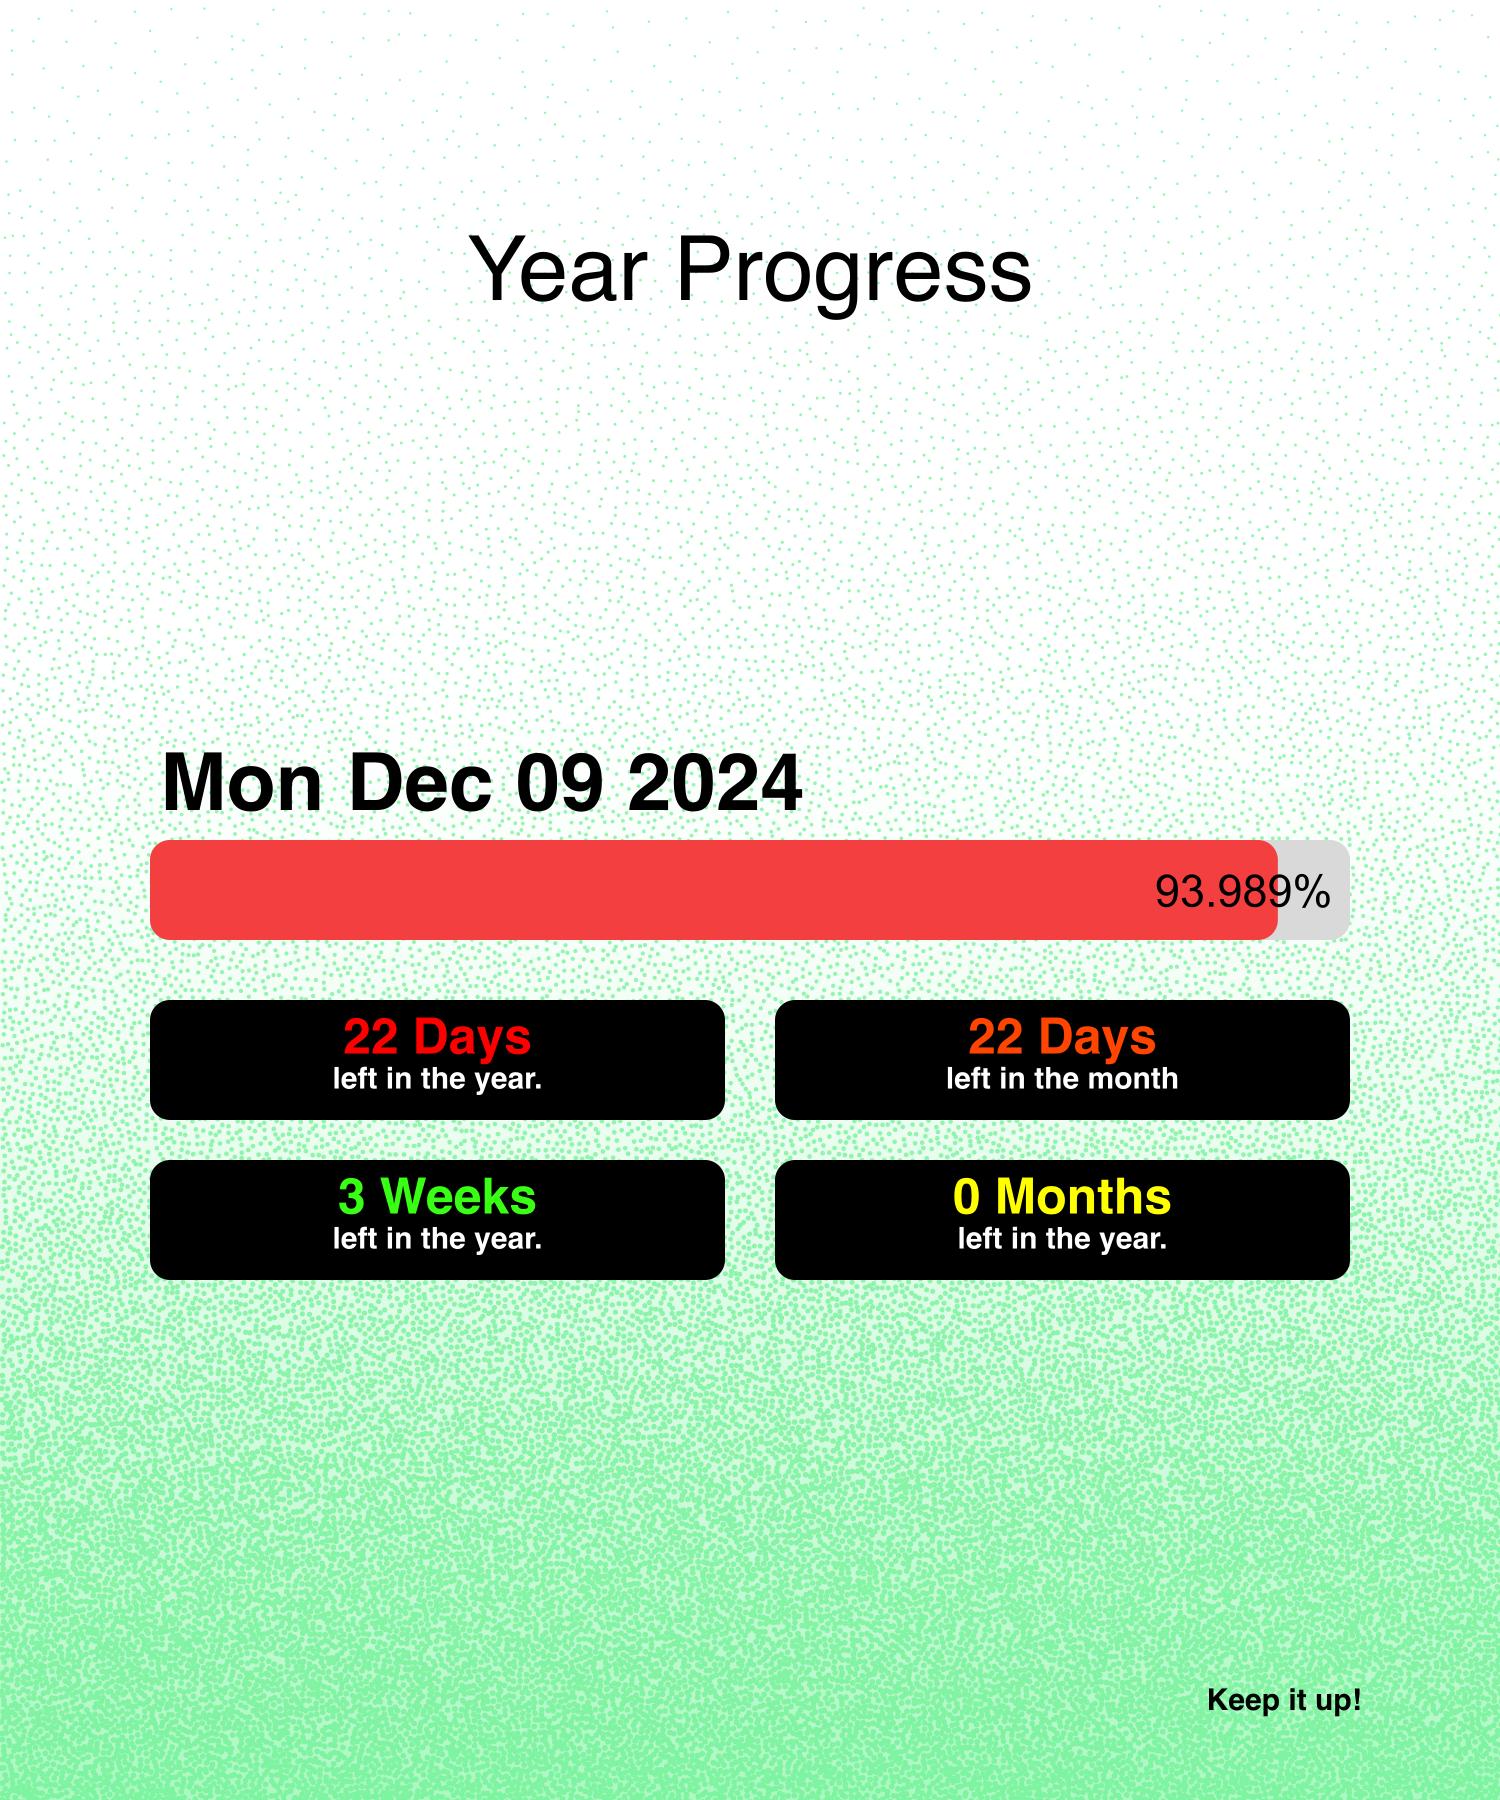 Year Progress
Mon Dec 09 2024
93.989%
22 Days
left in the year.
22 Days
left in the month
3 Weeks
left in the year.
0 Months
left in the year.
Keep it up!